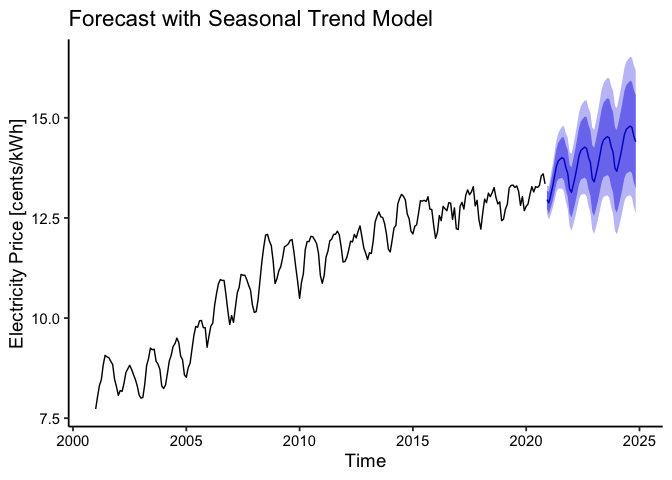 Forecast with Seasonal Trend Model
Electricity Price [cents/kWh]
15.0
12.5
10.0
7.5
2000 2005 2010 2015 2020 2025
Time